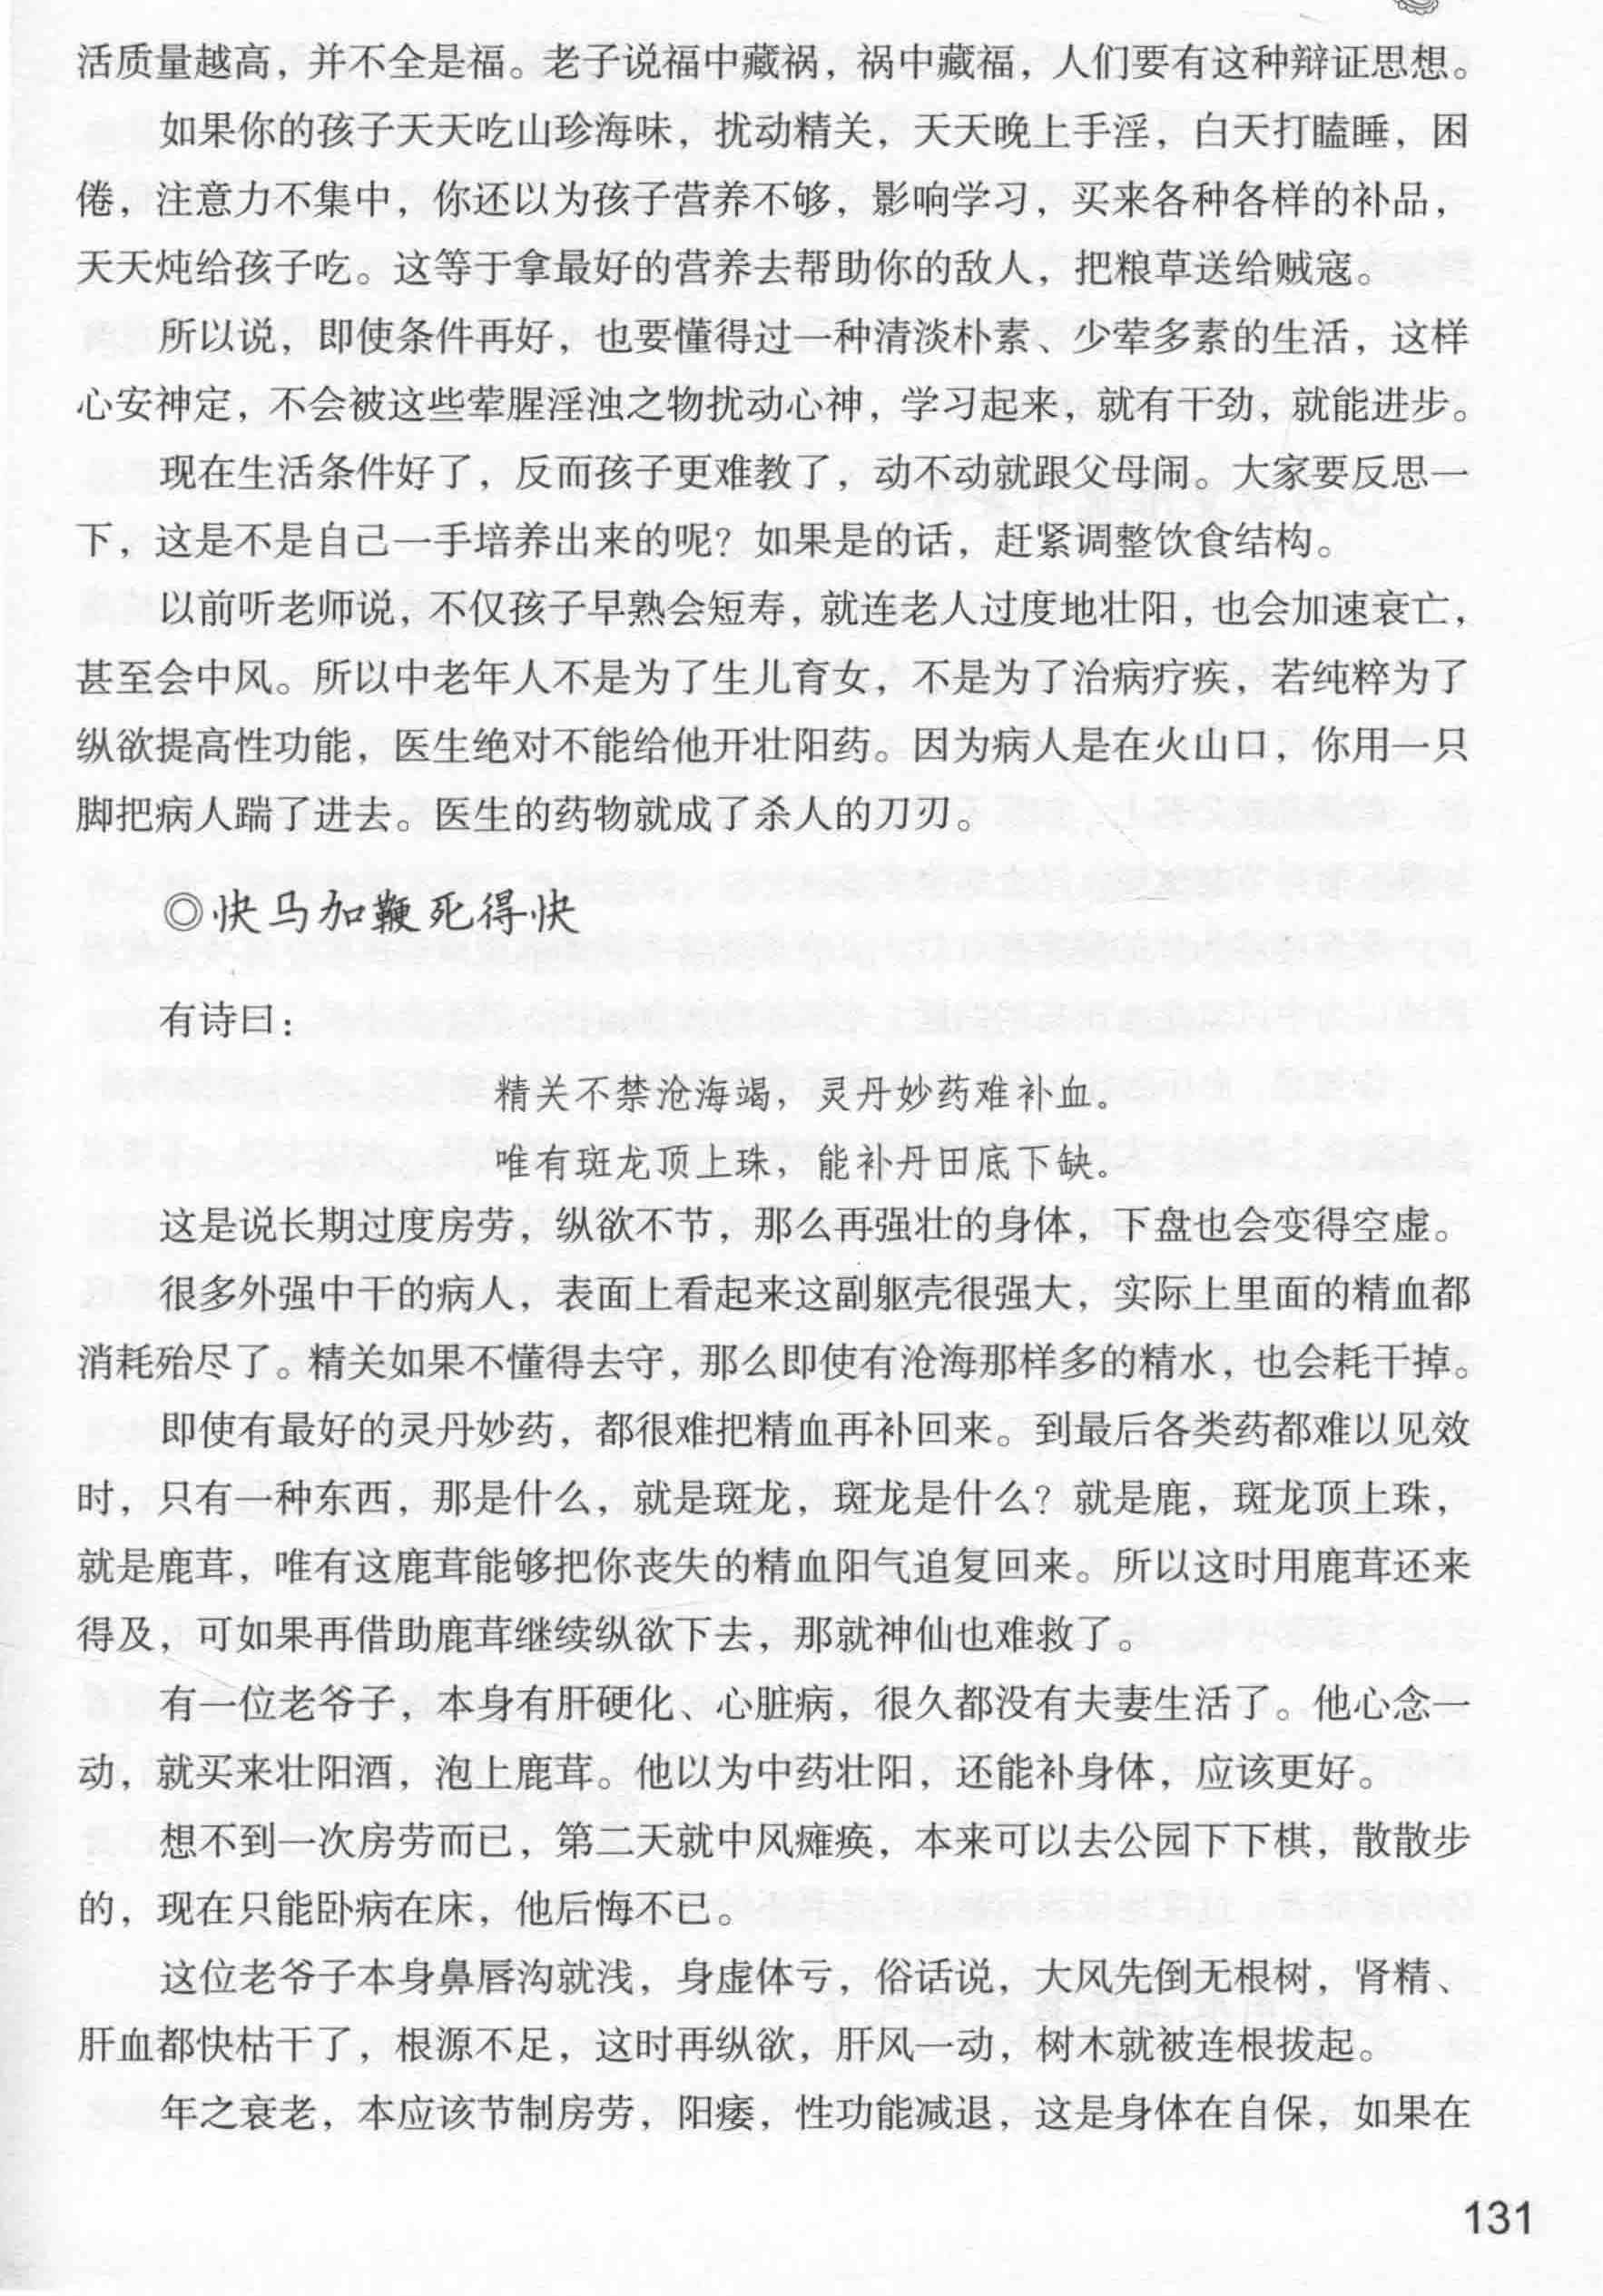 活质量越高，并不全是福。老子说福中藏祸，祸中藏福，人们要有这种辩证思想。
如果你的孩子天天吃山珍海味，扰动精关，天天晚上手淫，白天打瞌睡，困
倦，注意力不集中，你还以为孩子营养不够，影响学习，买来各种各样的补品，
天天炖给孩子吃。这等于拿最好的营养去帮助你的敌人，把粮草送给贼寇。
所以说，即使条件再好，也要懂得过一种清淡朴素、少荤多素的生活，这样
心安神定，不会被这些荤腥淫浊之物扰动心神，学习起来，就有干劲，就能进步。
现在生活条件好了，反而孩子更难教了，动不动就跟父母闹。大家要反思一
下，这是不是自己一手培养出来的呢？如果是的话，赶紧调整饮食结构。
以前听老师说，不仅孩子早熟会短寿，就连老人过度地壮阳，也会加速衰亡，
甚至会中风。所以中老年人不是为了生儿育女，不是为了治病疗疾，若纯粹为了
纵欲提高性功能，医生绝对不能给他开壮阳药。因为病人是在火山口，你用一只
脚把病人踹了进去。医生的药物就成了杀人的刀刃。
◎快马加鞭死得快
有诗曰：
精关不禁沧海竭，灵丹妙药难补血。
唯有斑龙顶上珠，能补丹田底下缺。
这是说长期过度房劳，纵欲不节，那么再强壮的身体，下盘也会变得空虚。
很多外强中干的病人，表面上看起来这副躯壳很强大，实际上里面的精血都
消耗殆尽了。精关如果不懂得去守，那么即使有沧海那样多的精水，也会耗干掉。
即使有最好的灵丹妙药，都很难把精血再补回来。到最后各类药都难以见效
时，只有一种东西，那是什么，就是斑龙，斑龙是什么？就是鹿，斑龙顶上珠，
就是鹿茸，唯有这鹿茸能够把你丧失的精血阳气追复回来。所以这时用鹿茸还来
得及，可如果再借助鹿茸继续纵欲下去，那就神仙也难救了。
有一位老爷子，本身有肝硬化、心脏病，很久都没有夫妻生活了。他心念一
动，就买来壮阳酒，泡上鹿茸。他以为中药壮阳，还能补身体，应该更好。
想不到一次房劳而已，第二天就中风瘫痪，本来可以去公园下下棋，散散步
的，现在只能卧病在床，他后悔不已。
这位老爷子本身鼻唇沟就浅，身虚体亏，俗话说，大风先倒无根树，肾精、
肝血都快枯干了，根源不足，这时再纵欲，肝风一动，树木就被连根拔起。
年之衰老，本应该节制房劳，阳痿，性功能减退，这是身体在自保，如果在
131